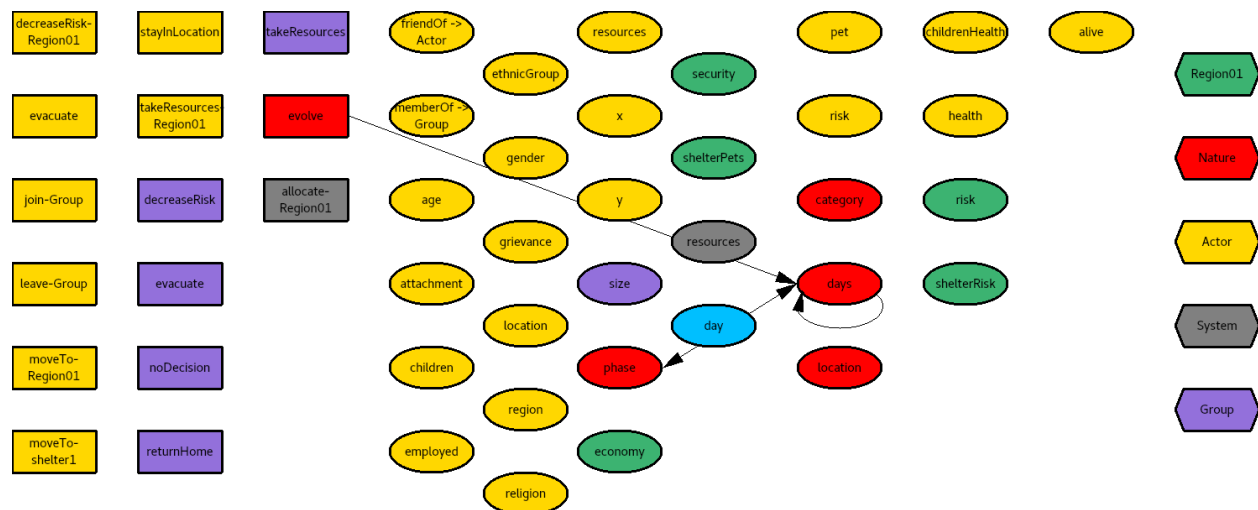 decreaseRisk-
Region01
stayInLocation
takeResources
friendOf ->
Actor
resources
pet
childrenHealth
alive
ethnicGroup
security
Region01
evacuate
takeResources-
Region01
evolve
memberOf ->
Group
x
risk
health
gender
shelterPets
Nature
join-Group
decreaseRisk
allocate-
Region01
age
y
category
risk
grievance
resources
Actor
leave-Group
evacuate
attachment
size
days
shelterRisk
location
day
System
moveTo-
Region01
noDecision
children
phase
location
region
Group
moveTo-
shelter1
returnHome
employed
economy
religion